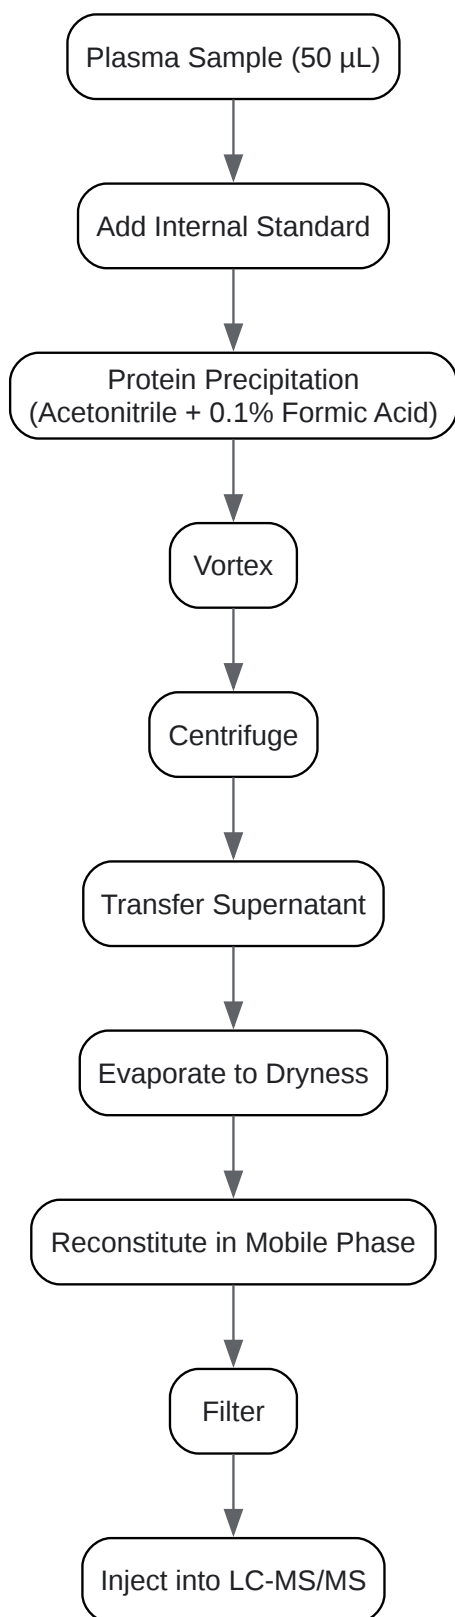 Plasma Sample (50 µL)
Add Internal Standard
Protein Precipitation
(Acetonitrile + 0.1% Formic Acid)
Vortex
Centrifuge
Transfer Supernatant
Evaporate to Dryness
Reconstitute in Mobile Phase
Filter
Inject into LC-MS/MS